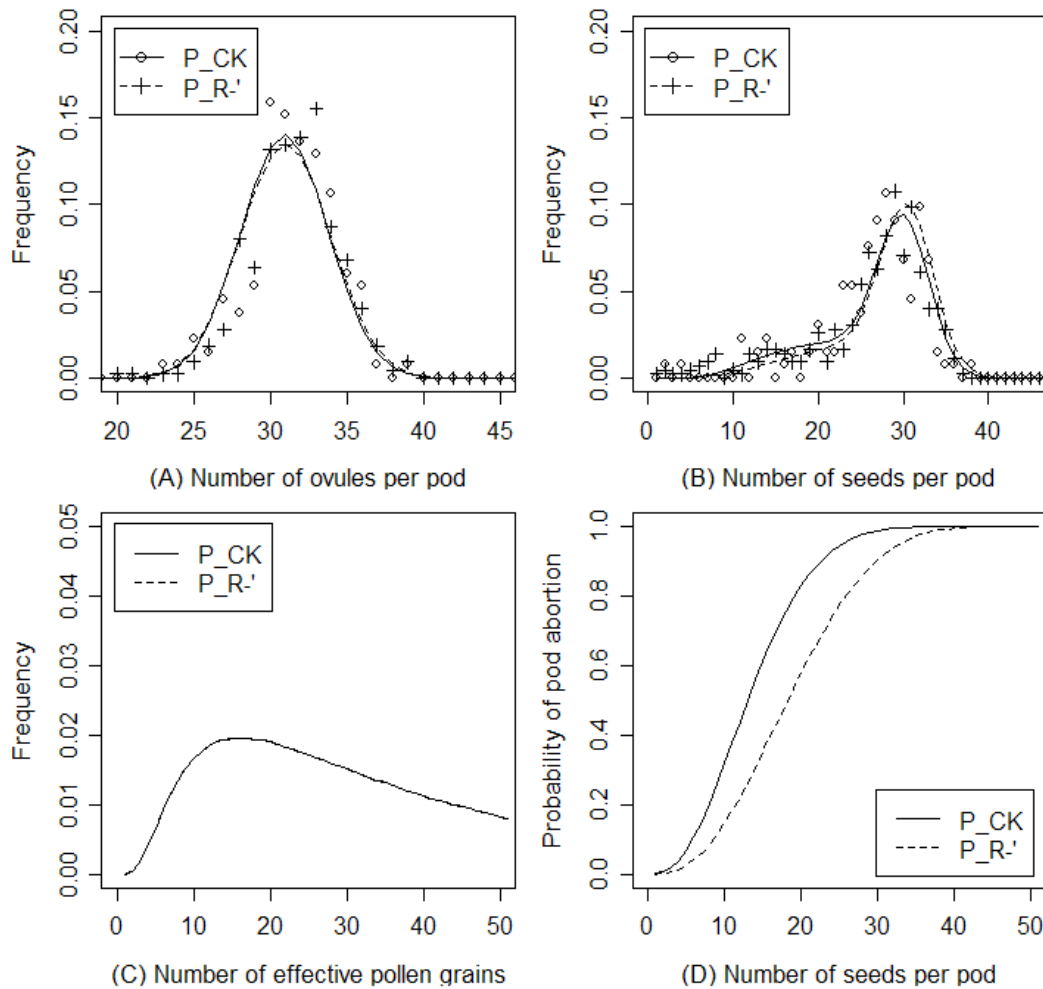 0.00 0.05 0.10 0.15 0.20
Frequency
P_CK
P_R-'
20 25 30 35 40 45
(A) Number of ovules per pod
0.00 0.05 0.10 0.15 0.20
Frequency
P_CK
P_R-'
0 10 20 30 40
(B) Number of seeds per pod
0.00 0.01 0.02 0.03 0.04 0.05
Frequency
P_CK
P_R-'
0 10 20 30 40 50
(C) Number of effective pollen grains
0.0 0.2 0.4 0.6 0.8 1.0
Probability of pod abortion
P_CK
P_R-'
0 10 20 30 40 50
(D) Number of seeds per pod